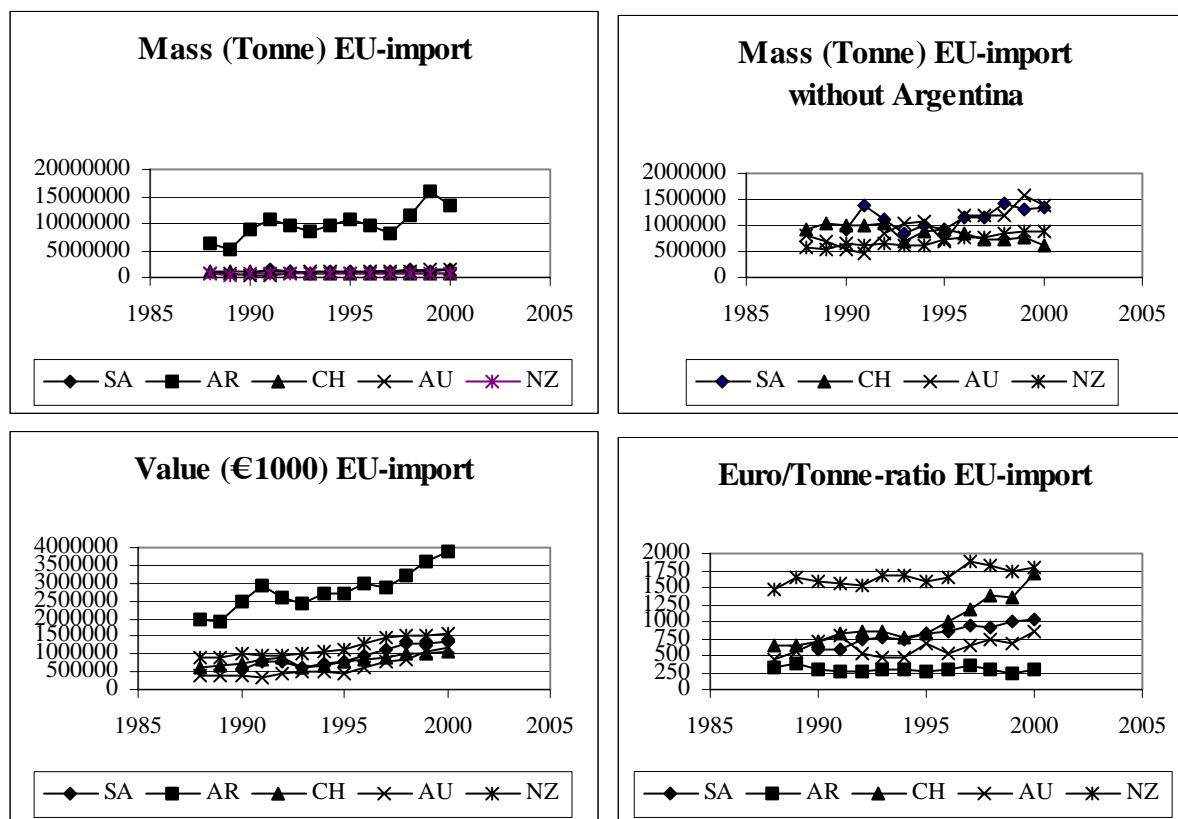 Mass (Tonne) EU-import
20000000
15000000
10000000
5000000
0
1985 1990 1995 2000 2005
SA AR CH AU NZ
Mass (Tonne) EU-import
without Argentina
2000000
1500000
1000000
500000
0
1985 1990 1995 2000 2005
SA CH AU NZ
Value (€1000) EU-import
4000000
3500000
3000000
2500000
2000000
1500000
1000000
500000
0
1985 1990 1995 2000 2005
SA AR CH AU NZ
Euro/Tonne-ratio EU-import
2000
1750
1500
1250
1000
750
500
250
0
1985 1990 1995 2000 2005
SA AR CH AU NZ